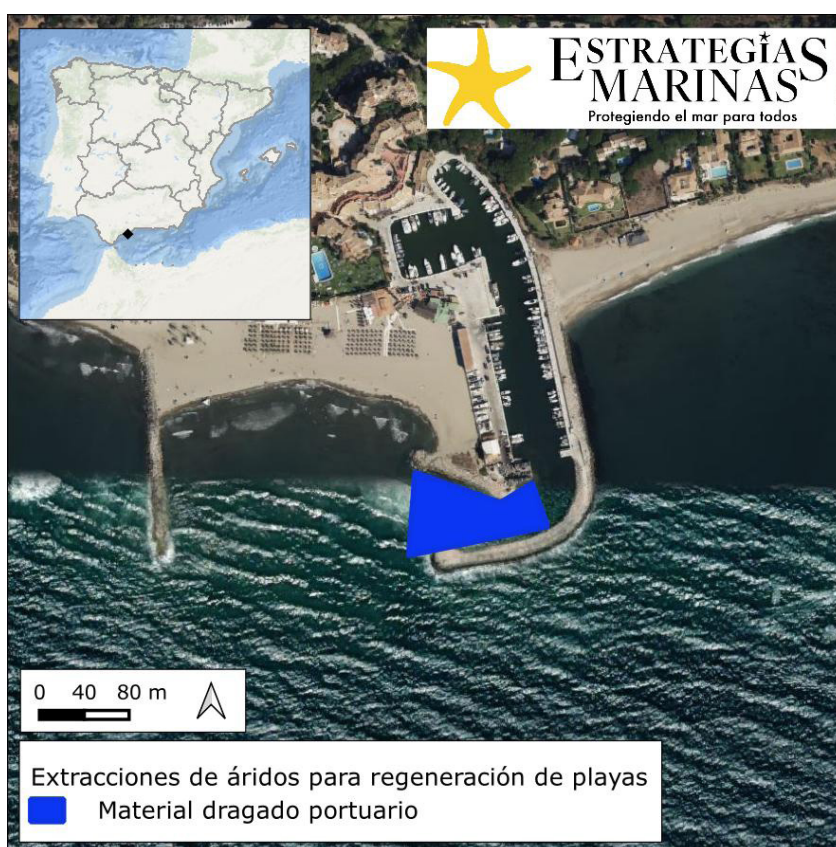 ESTRATEGIAS
MARINAS
Protegiendo el mar para todos
0 40 80 m
Extracciones de áridos para regeneración de playas
Material dragado portuario